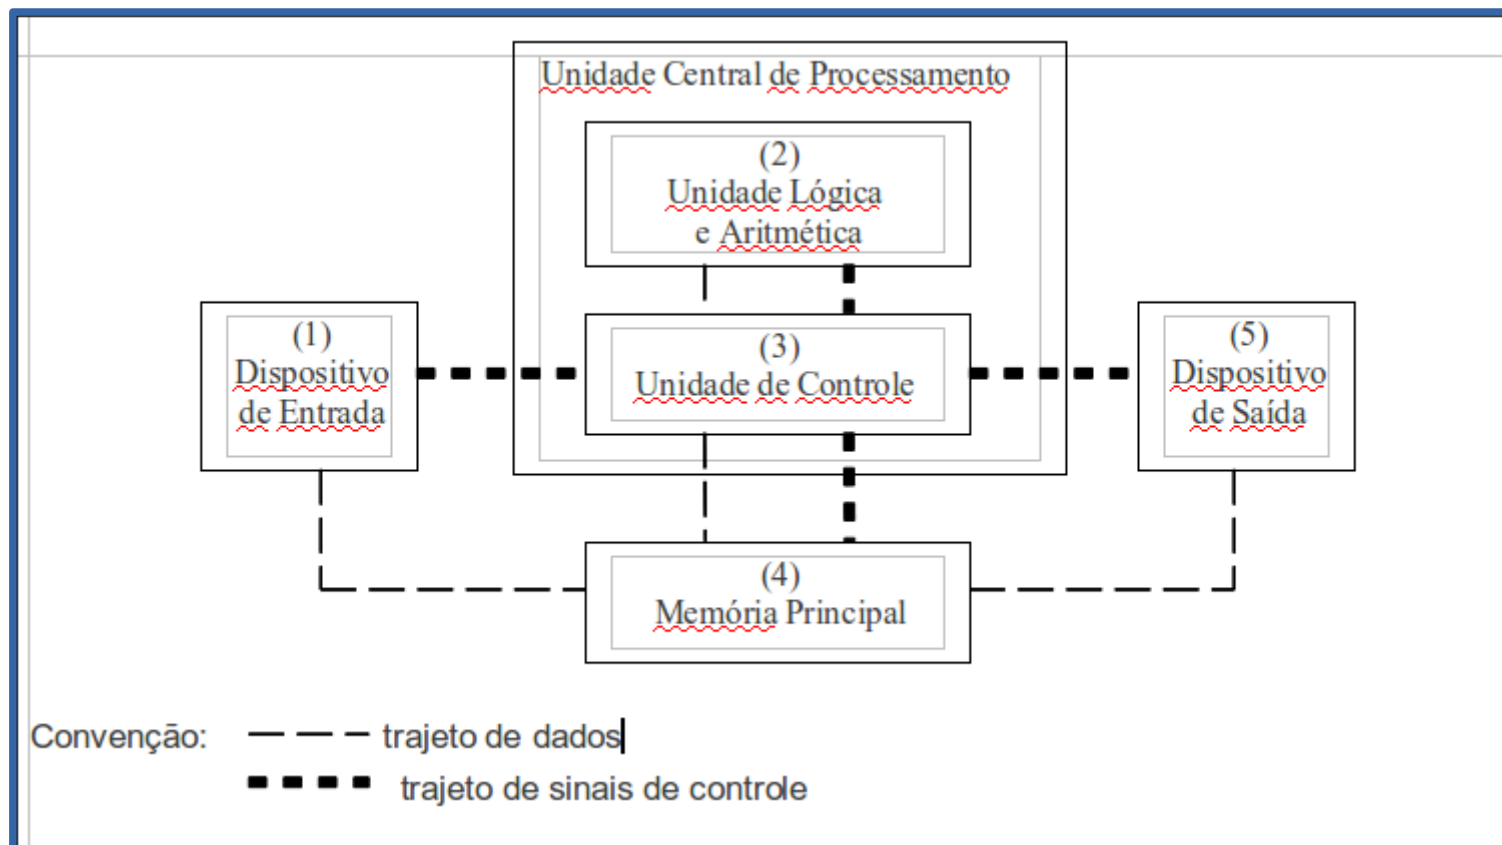 Unidade Central de Processamento
(2)
Unidade Lógica
e Aritmética
(1)
Dispositivo
de Entrada
(3)
Unidade de Controle
(5)
Dispositivo
de Saída
(4)
Memória Principal
Convenção:
trajeto de dados
trajeto de sinais de controle